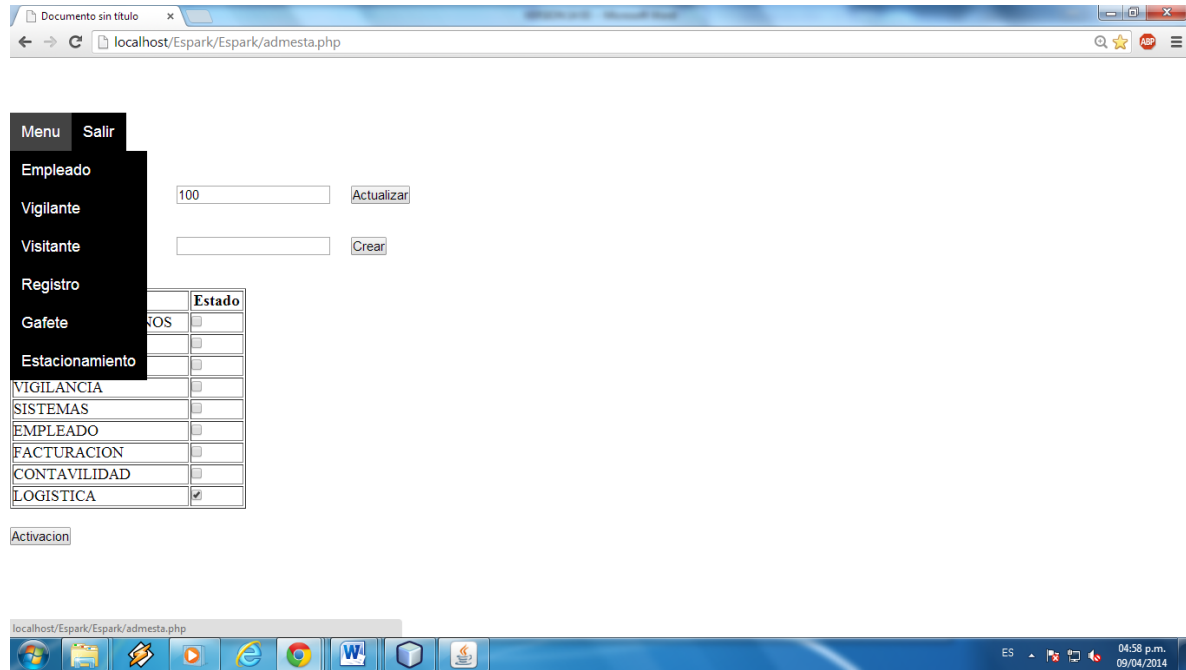 Documento sin título
localhost/Espark/Espark/admesta.php
ABP
Menu Salir
Empleado
100 Actualizar
Vigilante
Visitante
Crear
Registro
Estado
Gafete
NOS
Estacionamiento
VIGILANCIA
SISTEMAS
EMPLEADO
FACTURACION
CONTAVILIDAD
LOGISTICA
Activacion
localhost/Espark/Espark/admesta.php
ES
04:58 p.m.
09/04/2014